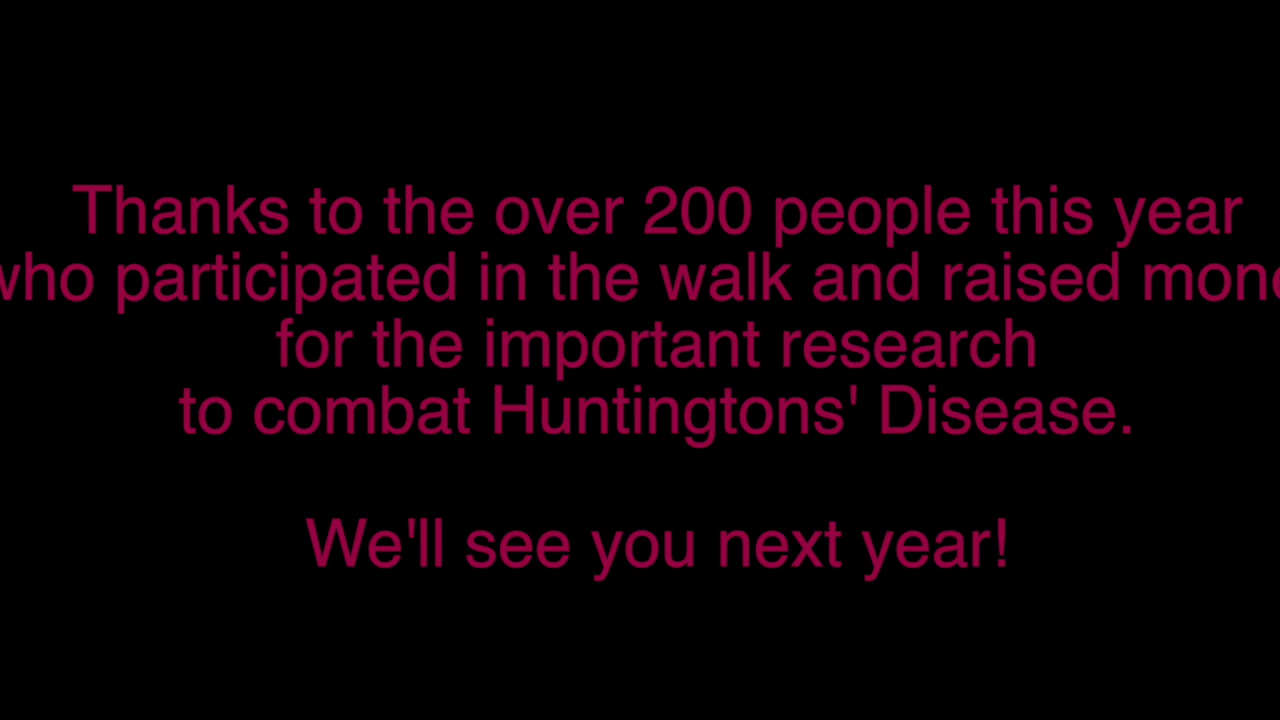 Thanks to the over 200 people this year
who participated in the walk and raised
for the important research
to combat Huntingtons' Disease.
We'll see you next year!